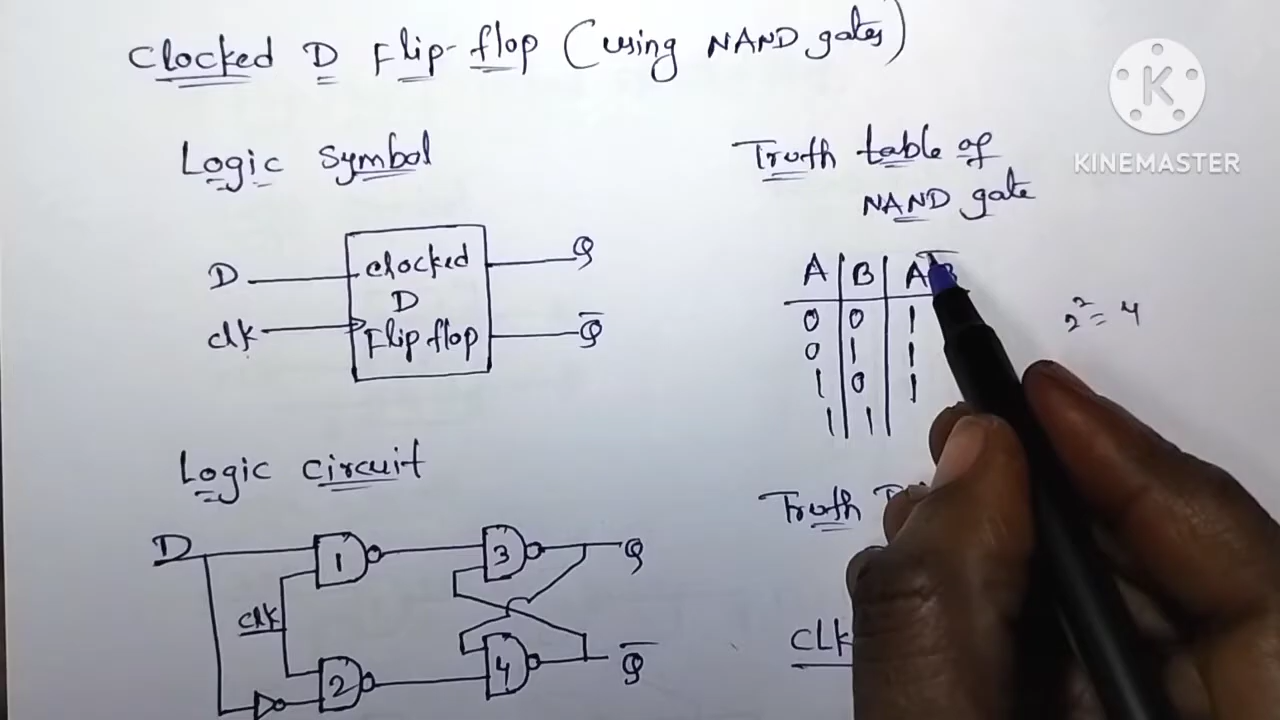 Clocked D Flip-flop (using NAND gates)
K
KINEMASTER
Logic Symbol
D
clk
clocked
D
Flip flop
Q
Q̅
Truth table of
NAND gate
A B
0 0 1
0 1 1
1 0 1
1 1
2² = 4
Logic circuit
D
clk
1
2
3
4
Q
Q̅
Truth
CLK